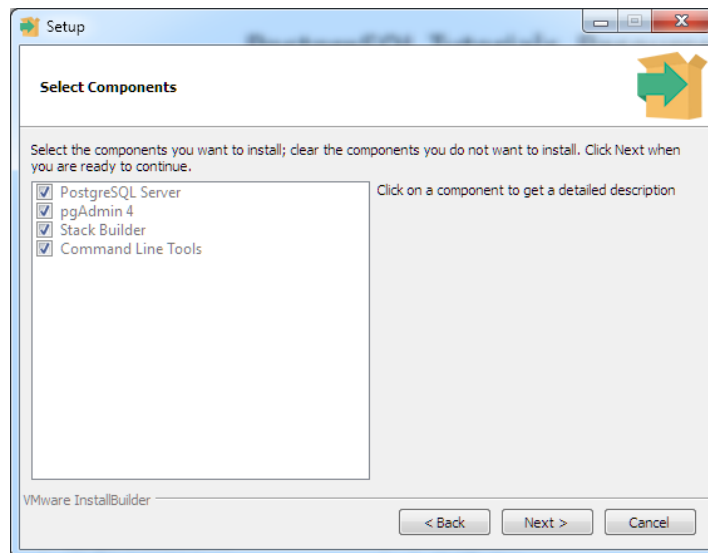 Setup
Select Components
Select the components you want to install; clear the components you do not want to install. Click Next when
you are ready to continue.
PostgreSQL Server
pgAdmin 4
Stack Builder
Command Line Tools
Click on a component to get a detailed description
VMware InstallBuilder
< Back
Next >
Cancel